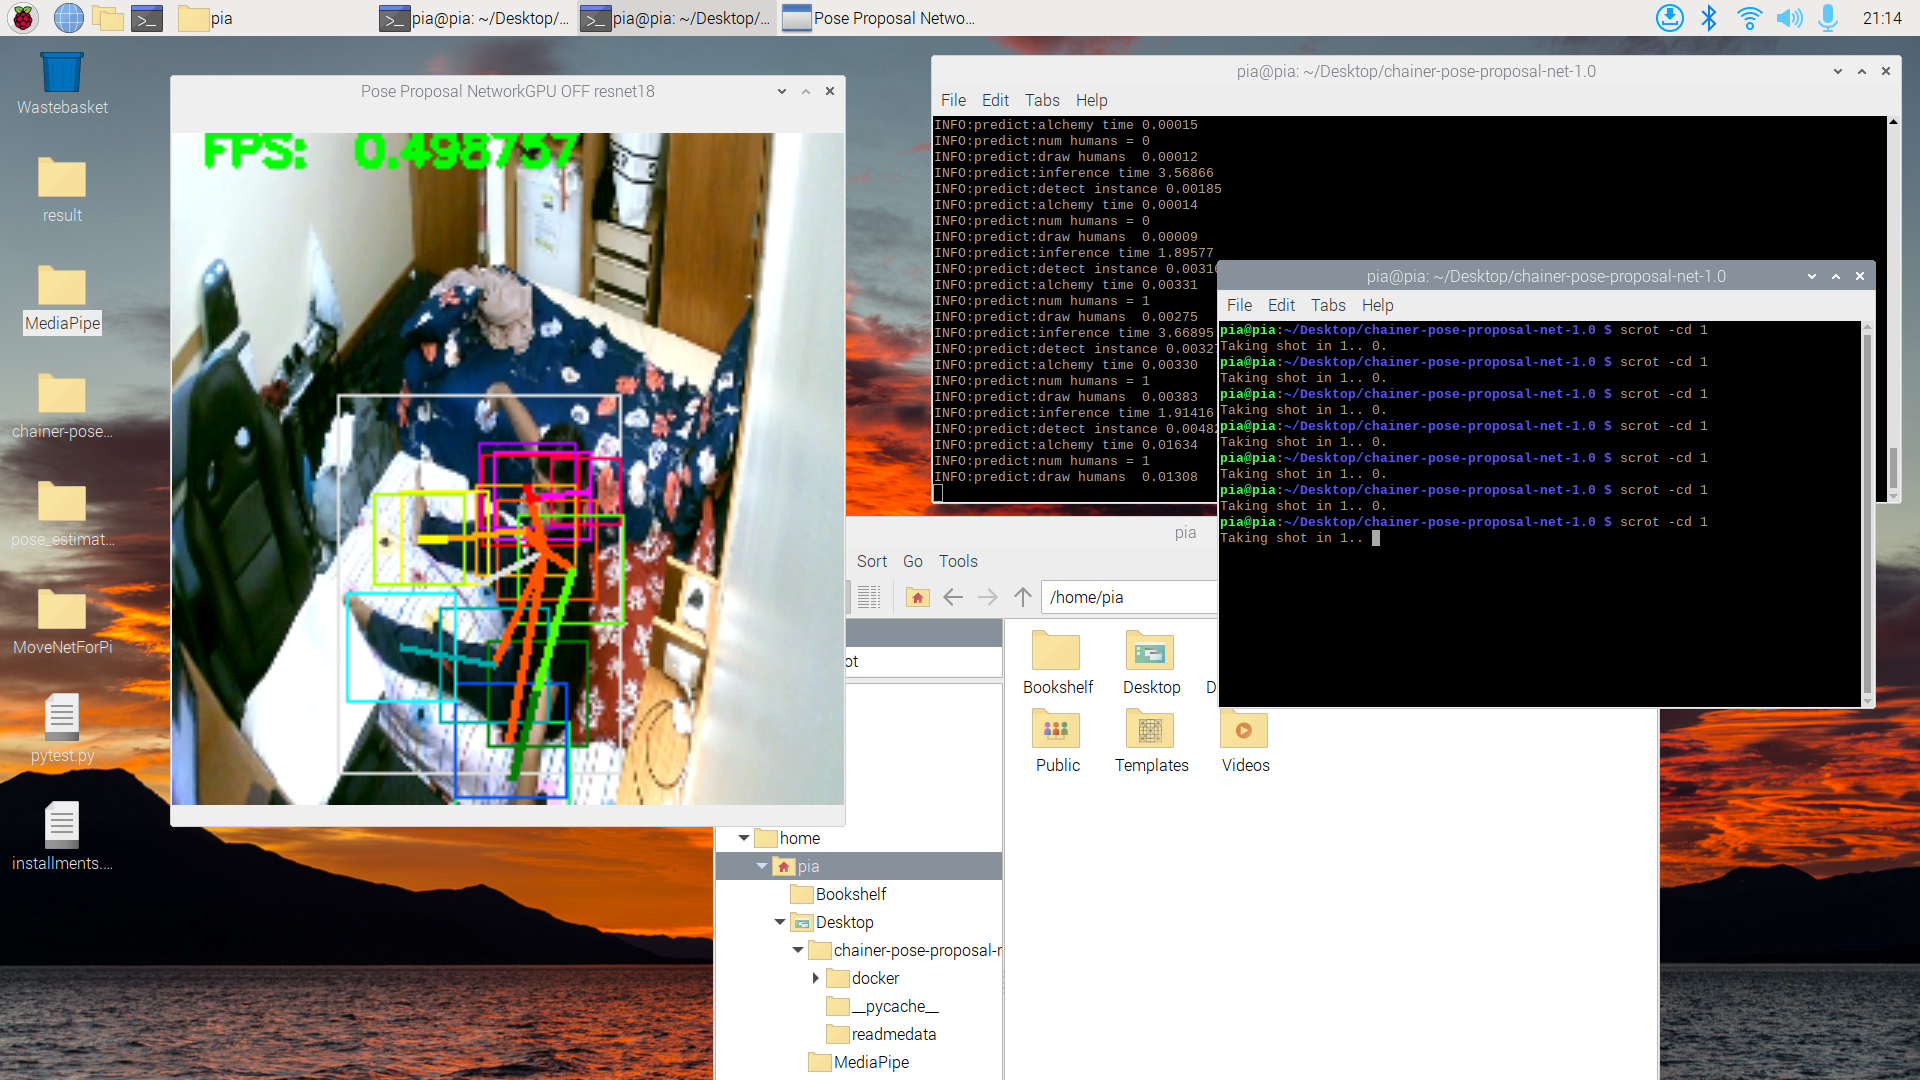 pia
pia@pia: ~/Desktop/...
pia@pia: ~/Desktop/...
Pose Proposal Netwo...
21:14
Wastebasket
result
MediaPipe
chainer-pose...
pose_estimat...
MoveNetForPi
pytest.py
installments....
Pose Proposal NetworkGPU OFF resnet18
FPS: 0.498757
pia@pia: ~/Desktop/chainer-pose-proposal-net-1.0
File Edit Tabs Help
INFO:predict:alchemy time 0.00015
INFO:predict:num humans = 0
INFO:predict:draw humans  0.00012
INFO:predict:inference time 3.56866
INFO:predict:detect instance 0.00185
INFO:predict:alchemy time 0.00014
INFO:predict:num humans = 0
INFO:predict:draw humans  0.00009
INFO:predict:inference time 1.89577
INFO:predict:detect instance 0.00316
INFO:predict:alchemy time 0.00331
INFO:predict:num humans = 1
INFO:predict:draw humans  0.00275
INFO:predict:inference time 3.66895
INFO:predict:detect instance 0.00327
INFO:predict:alchemy time 0.00330
INFO:predict:num humans = 1
INFO:predict:draw humans  0.00383
INFO:predict:inference time 1.91416
INFO:predict:detect instance 0.00482
INFO:predict:alchemy time 0.01634
INFO:predict:num humans = 1
INFO:predict:draw humans  0.01308
pia@pia: ~/Desktop/chainer-pose-proposal-net-1.0
File Edit Tabs Help
pia@pia:~/Desktop/chainer-pose-proposal-net-1.0 $ scrot -cd 1
Taking shot in 1.. 0.
pia@pia:~/Desktop/chainer-pose-proposal-net-1.0 $ scrot -cd 1
Taking shot in 1.. 0.
pia@pia:~/Desktop/chainer-pose-proposal-net-1.0 $ scrot -cd 1
Taking shot in 1.. 0.
pia@pia:~/Desktop/chainer-pose-proposal-net-1.0 $ scrot -cd 1
Taking shot in 1.. 0.
pia@pia:~/Desktop/chainer-pose-proposal-net-1.0 $ scrot -cd 1
Taking shot in 1.. 0.
pia@pia:~/Desktop/chainer-pose-proposal-net-1.0 $ scrot -cd 1
Taking shot in 1.. 0.
pia@pia:~/Desktop/chainer-pose-proposal-net-1.0 $ scrot -cd 1
Taking shot in 1..
pia
Sort Go Tools
/home/pia
ot
Bookshelf Desktop D
Public Templates Videos
home
pia
Bookshelf
Desktop
chainer-pose-proposal-n
docker
__pycache__
readmedata
MediaPipe